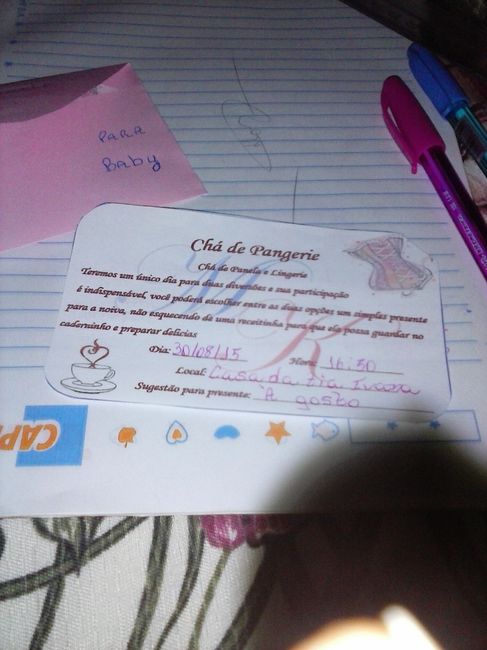 PARA
BABY
Chá de Pangerie
Chá de Panela e Lingerie
Teremos um único dia para duas diversões e sua participação
é indispensável, você poderá escolher entre as duas opções um simples presente
para a noiva, não esquecendo de uma receitinha para que ela possa guardar no
caderninho e preparar delícias
Dia: 30/08/15 Hora: 16:30
Local: Casa da tia Ivaza
Sugestão para presente: A gosto
CAP